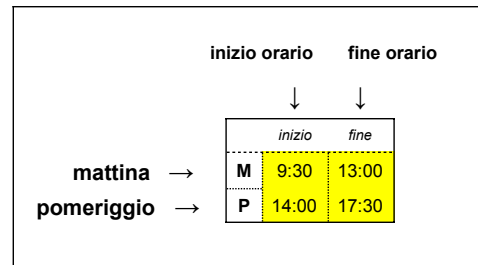 inizio orario fine orario
↓ ↓
inizio fine
mattina → M 9:30 13:00
pomeriggio → P 14:00 17:30